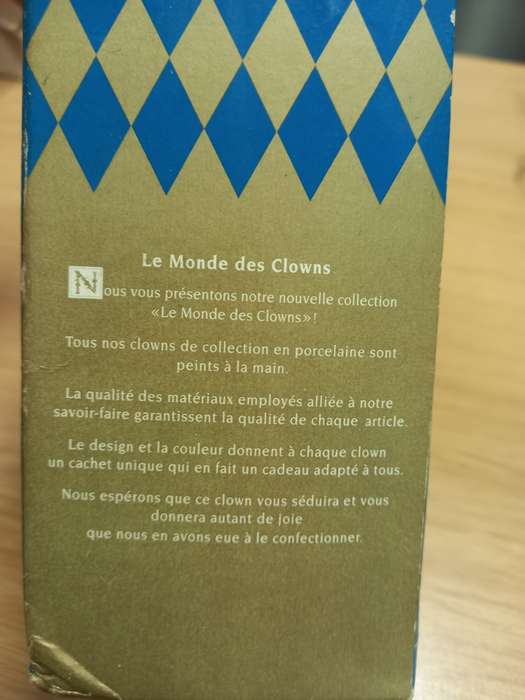 Le Monde des Clowns
Nous vous présentons notre nouvelle collection
«Le Monde des Clowns»!
Tous nos clowns de collection en porcelaine sont
peints à la main.
La qualité des matériaux employés alliée à notre
savoir-faire garantissent la qualité de chaque article.
Le design et la couleur donnent à chaque clown
un cachet unique qui en fait un cadeau adapté à tous.
Nous espérons que ce clown vous séduira et vous
donnera autant de joie
que nous en avons eue à le confectionner.